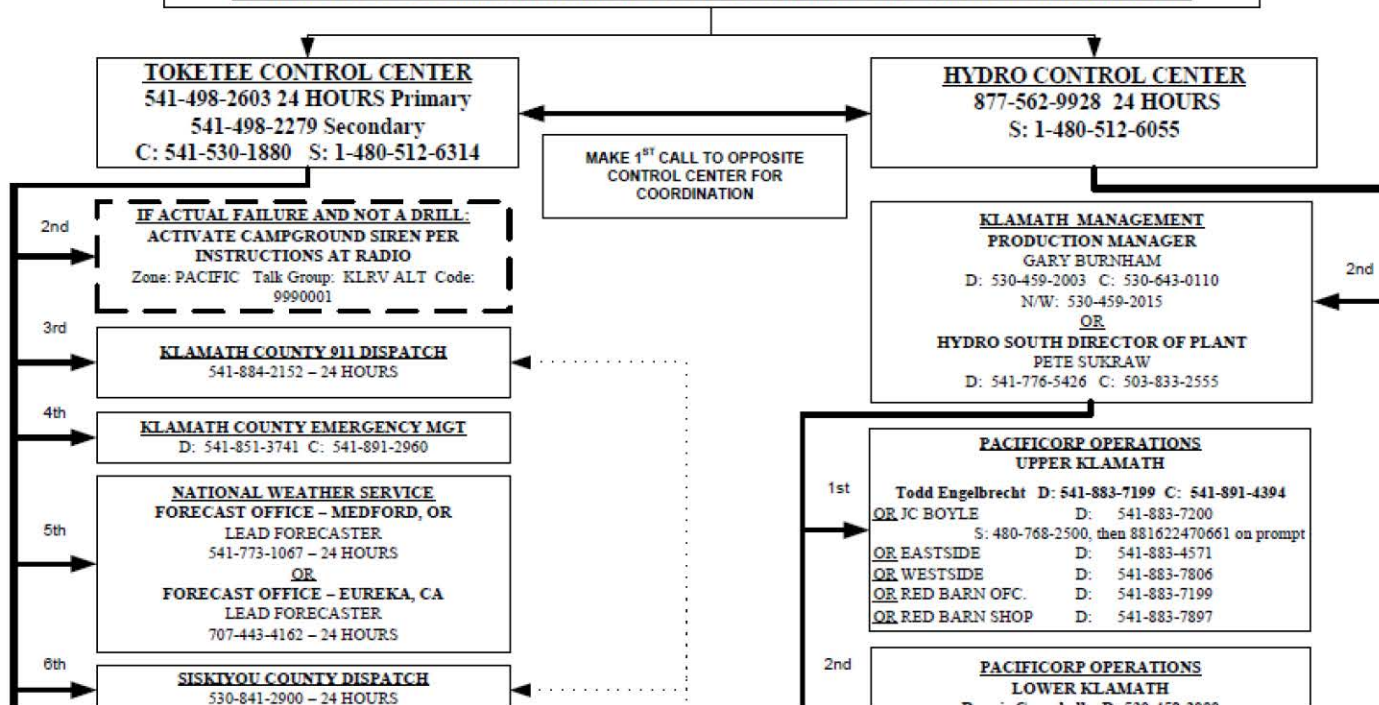 TOKETEE CONTROL CENTER
541-498-2603 24 HOURS Primary
541-498-2279 Secondary
C: 541-530-1880 S: 1-480-512-6314
HYDRO CONTROL CENTER
877-562-9928 24 HOURS
S: 1-480-512-6055
MAKE 1ST CALL TO OPPOSITE
CONTROL CENTER FOR
COORDINATION
2nd
IF ACTUAL FAILURE AND NOT A DRILL:
ACTIVATE CAMPGROUND SIREN PER
INSTRUCTIONS AT RADIO
Zone: PACIFIC Talk Group: KLRV ALT Code:
9990001
3rd
KLAMATH COUNTY 911 DISPATCH
541-884-2152 – 24 HOURS
4th
KLAMATH COUNTY EMERGENCY MGT
D: 541-851-3741 C: 541-891-2960
5th
NATIONAL WEATHER SERVICE
FORECAST OFFICE – MEDFORD, OR
LEAD FORECASTER
541-773-1067 – 24 HOURS
OR
FORECAST OFFICE – EUREKA, CA
LEAD FORECASTER
707-443-4162 – 24 HOURS
6th
SISKIYOU COUNTY DISPATCH
530-841-2900 – 24 HOURS
2nd
KLAMATH MANAGEMENT
PRODUCTION MANAGER
GARY BURNHAM
D: 530-459-2003 C: 530-643-0110
N/W: 530-459-2015
OR
HYDRO SOUTH DIRECTOR OF PLANT
PETE SUKRAW
D: 541-776-5426 C: 503-833-2555
1st
PACIFICORP OPERATIONS
UPPER KLAMATH
Todd Engelbrecht D: 541-883-7199 C: 541-891-4394
OR JC BOYLE D: 541-883-7200
S: 480-768-2500, then 881622470661 on prompt
OR EASTSIDE D: 541-883-4571
OR WESTSIDE D: 541-883-7806
OR RED BARN OFC. D: 541-883-7199
OR RED BARN SHOP D: 541-883-7897
2nd
PACIFICORP OPERATIONS
LOWER KLAMATH